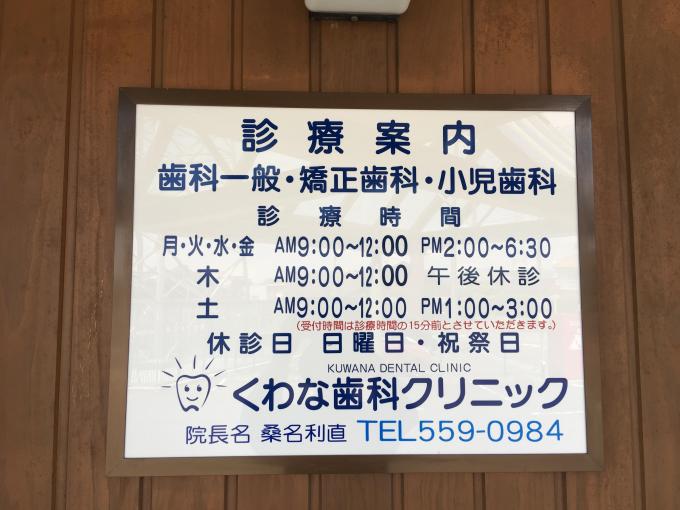 診療案内
歯科一般・矯正歯科・小児歯科
診療時間
月・火・水・金 AM9:00~12:00 PM2:00~6:30
木 AM9:00~12:00 午後休診
土 AM9:00~12:00 PM1:00~3:00
(受付時間は診療時間の15分前とさせていただきます。)
休診日 日曜日・祝祭日
KUWANA DENTAL CLINIC
くわな歯科クリニック
院長名 桑名利直 TEL559-0984